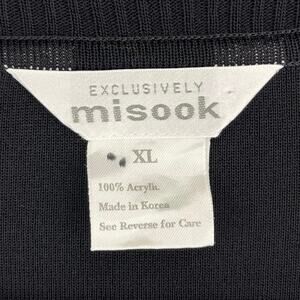 EXCLUSIVELY
misook
XL
100% Acrylic
Made in Korea
See Reverse for Care